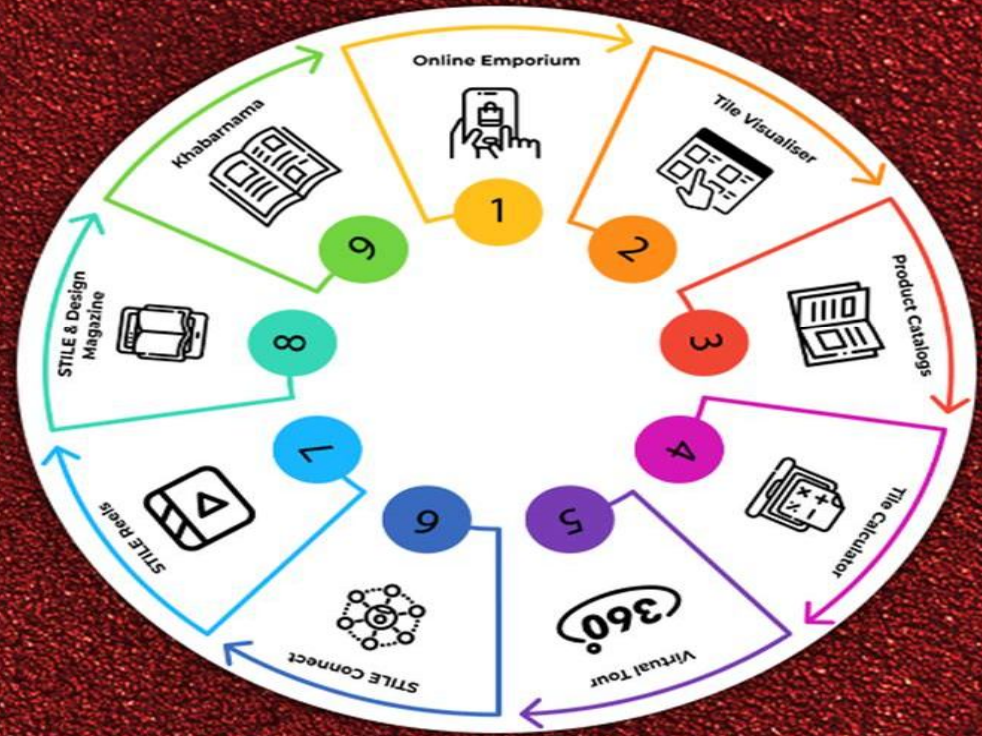 Online Emporium
1
Tile Visualiser
2
Product Catalogs
3
Tile Calculator
4
Virtual Tour
360°
5
STILE Connect
6
STILE Reels
7
STILE & Design
Magazine
8
Khabarnama
9